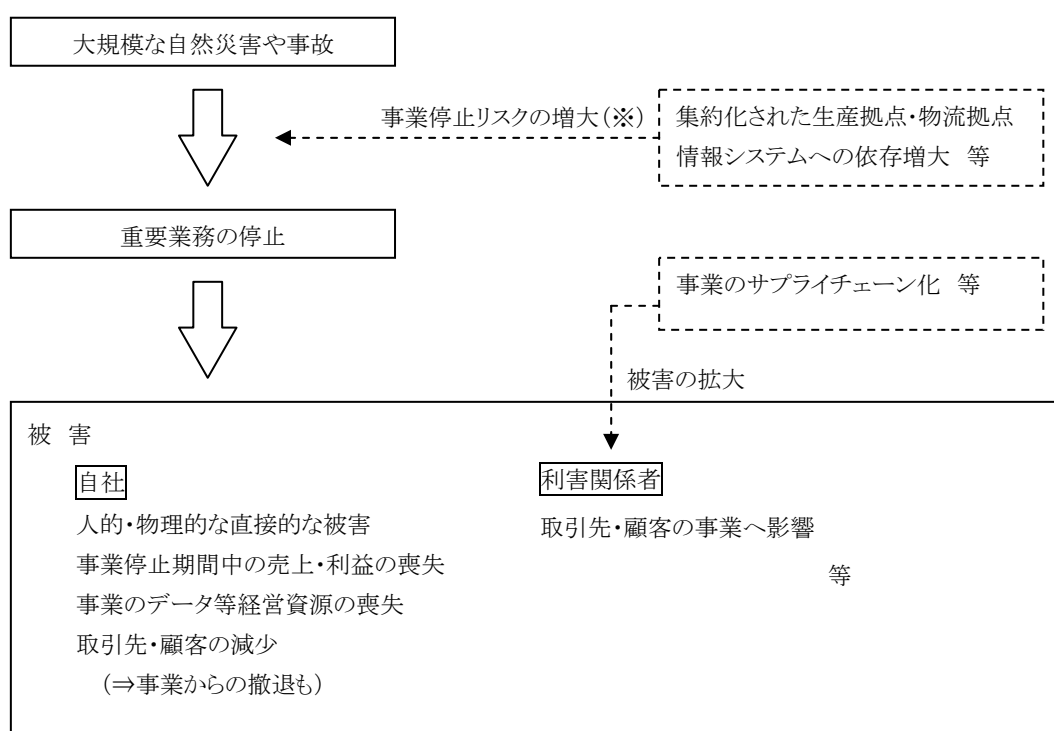 大規模な自然災害や事故
事業停止リスクの増大(※)
集約化された生産拠点・物流拠点
情報システムへの依存増大 等
重要業務の停止
事業のサプライチェーン化 等
被害の拡大
被 害
自社
人的・物理的な直接的な被害
事業停止期間中の売上・利益の喪失
事業のデータ等経営資源の喪失
取引先・顧客の減少
(⇒事業からの撤退も)
利害関係者
取引先・顧客の事業へ影響
等